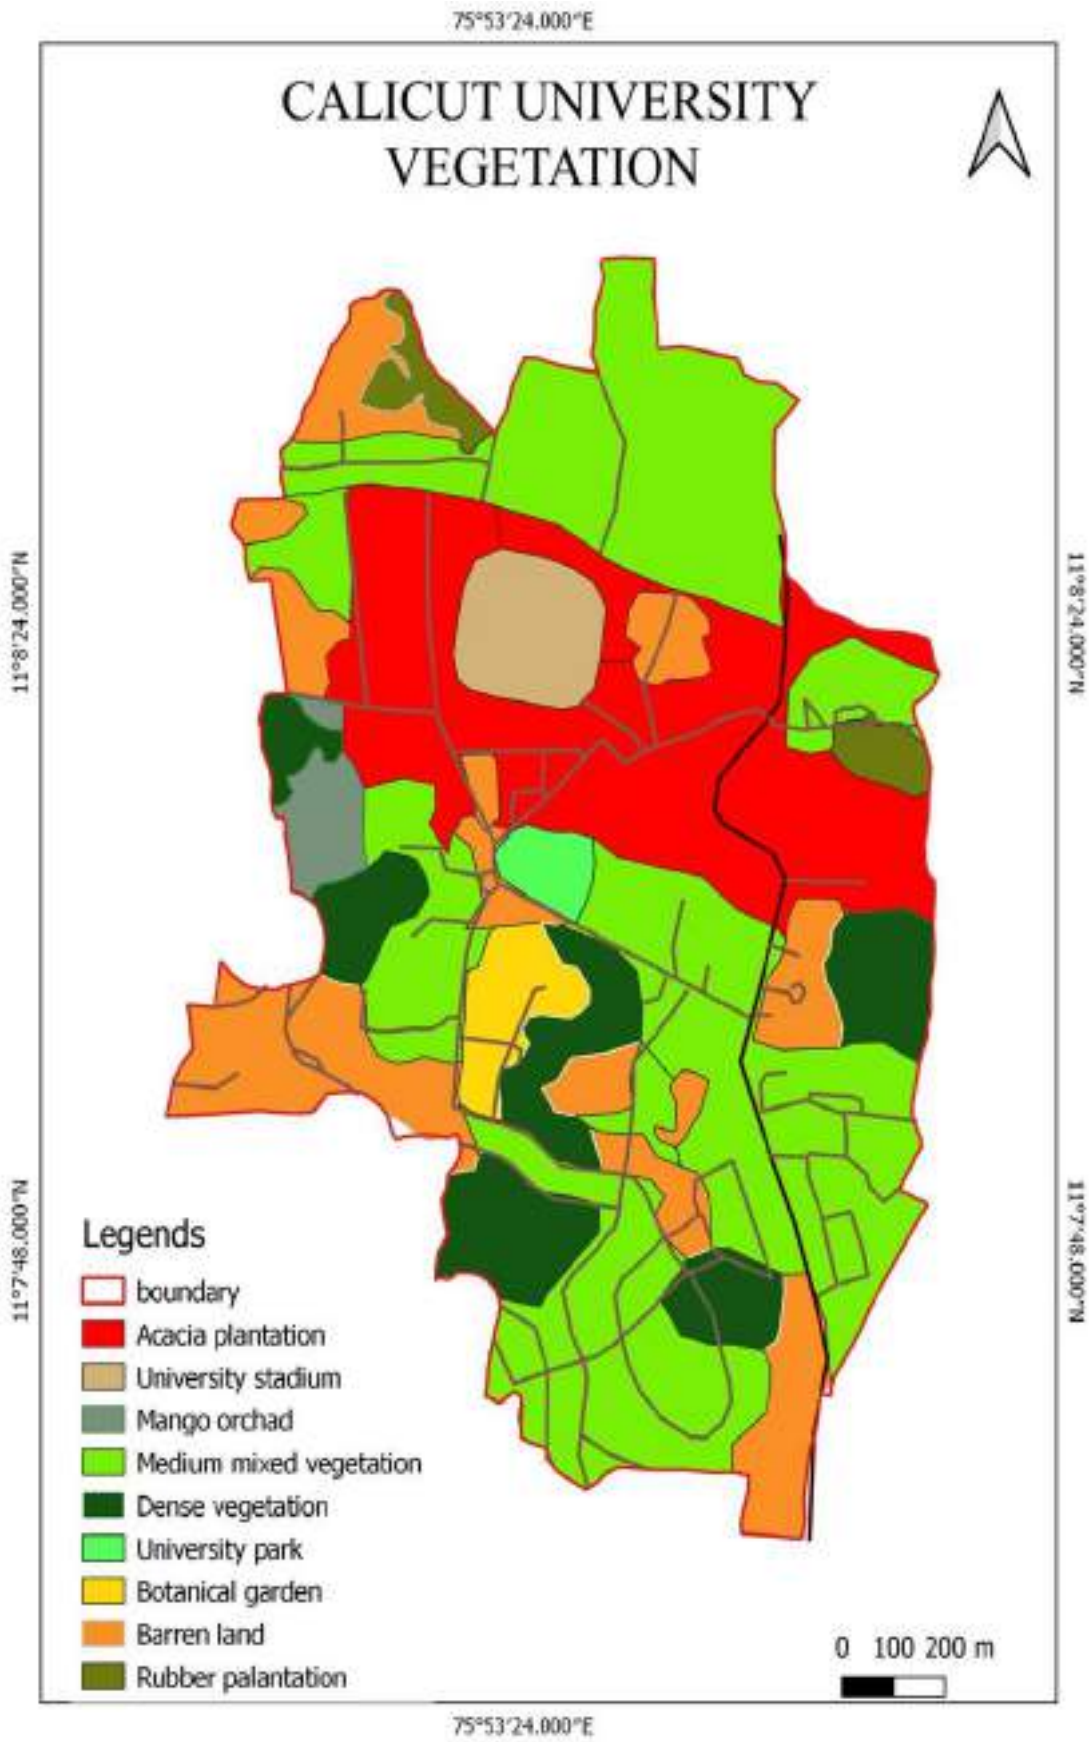 75°53'24.000"E
CALICUT UNIVERSITY
VEGETATION
11°8'24.000"N
11°8'24.000"N
11°7'48.000"N
11°7'48.000"N
Legends
boundary
Acacia plantation
University stadium
Mango orchad
Medium mixed vegetation
Dense vegetation
University park
Botanical garden
Barren land
Rubber palantation
0 100 200 m
75°53'24.000"E